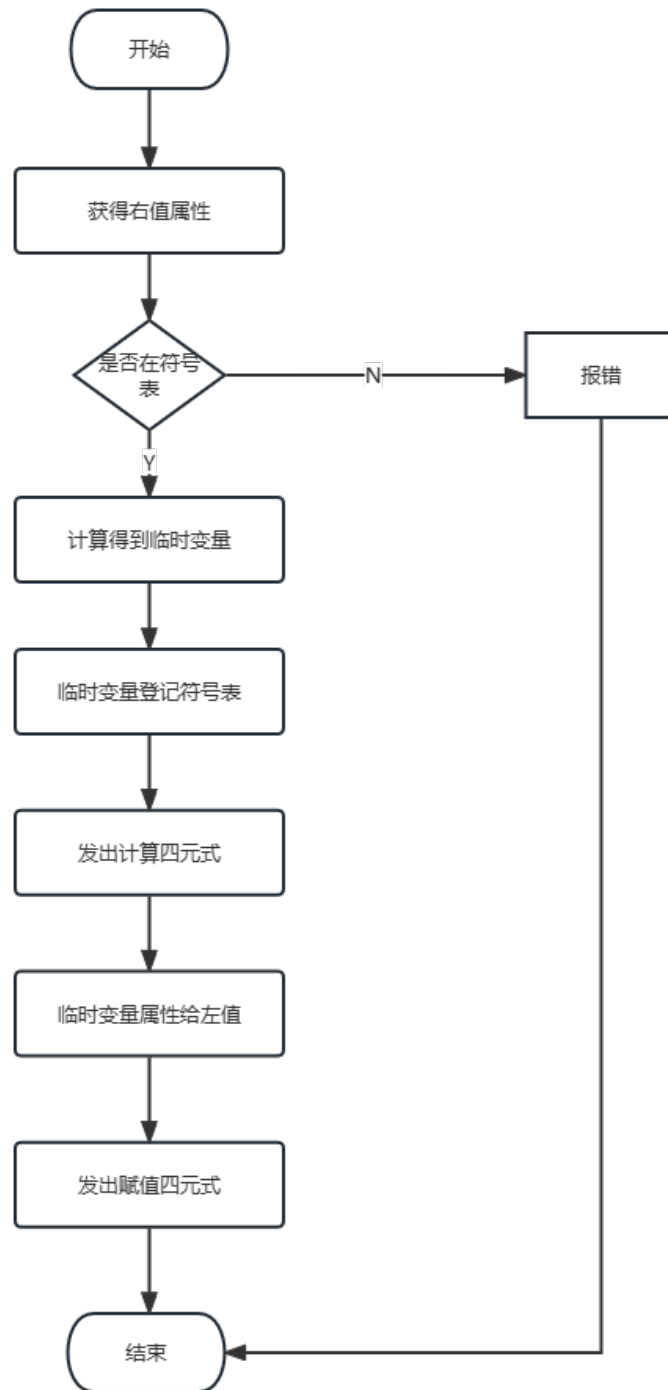 开始
获得右值属性
是否在符号
表
N
报错
Y
计算得到临时变量
临时变量登记符号表
发出计算四元式
临时变量属性给左值
发出赋值四元式
结束